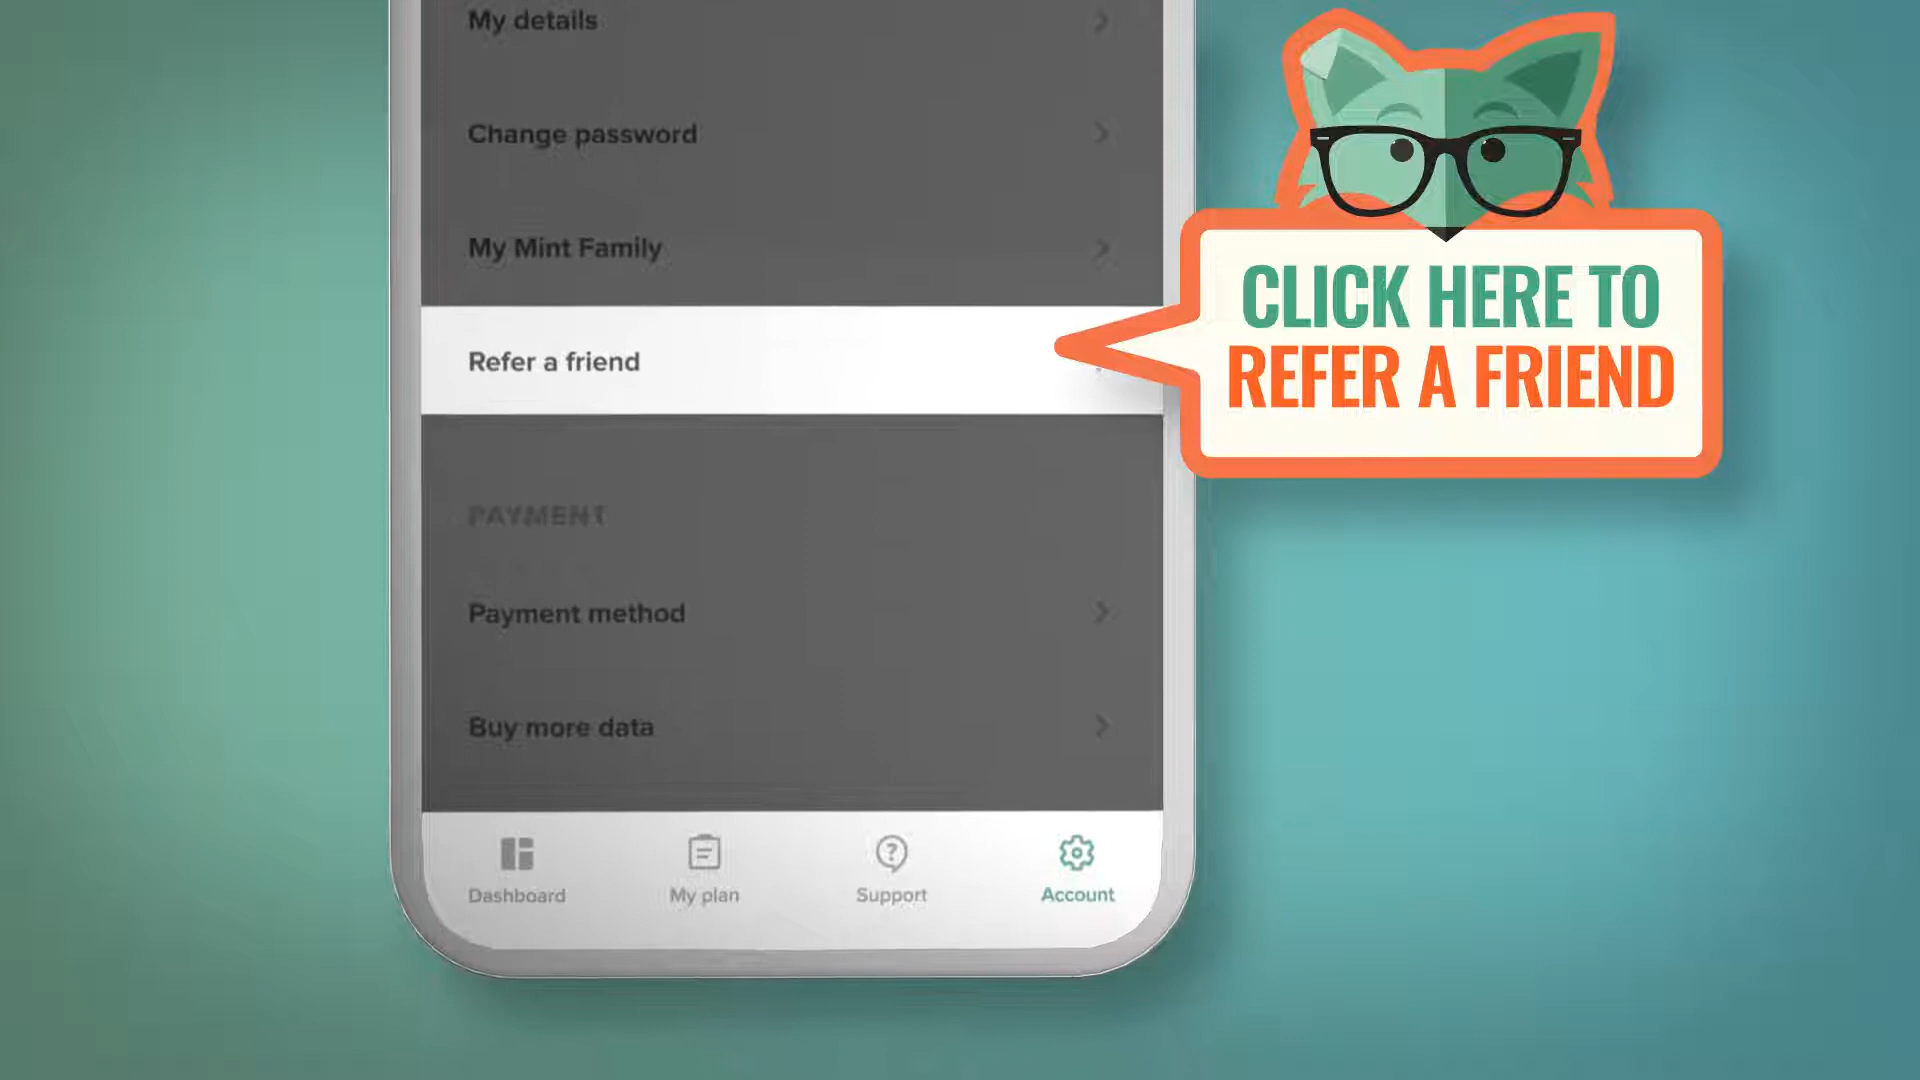 My details
Change password
My Mint Family
Refer a friend
CLICK HERE TO
REFER A FRIEND
PAYMENT
Payment method
Buy more data
Dashboard
My plan
Support
Account